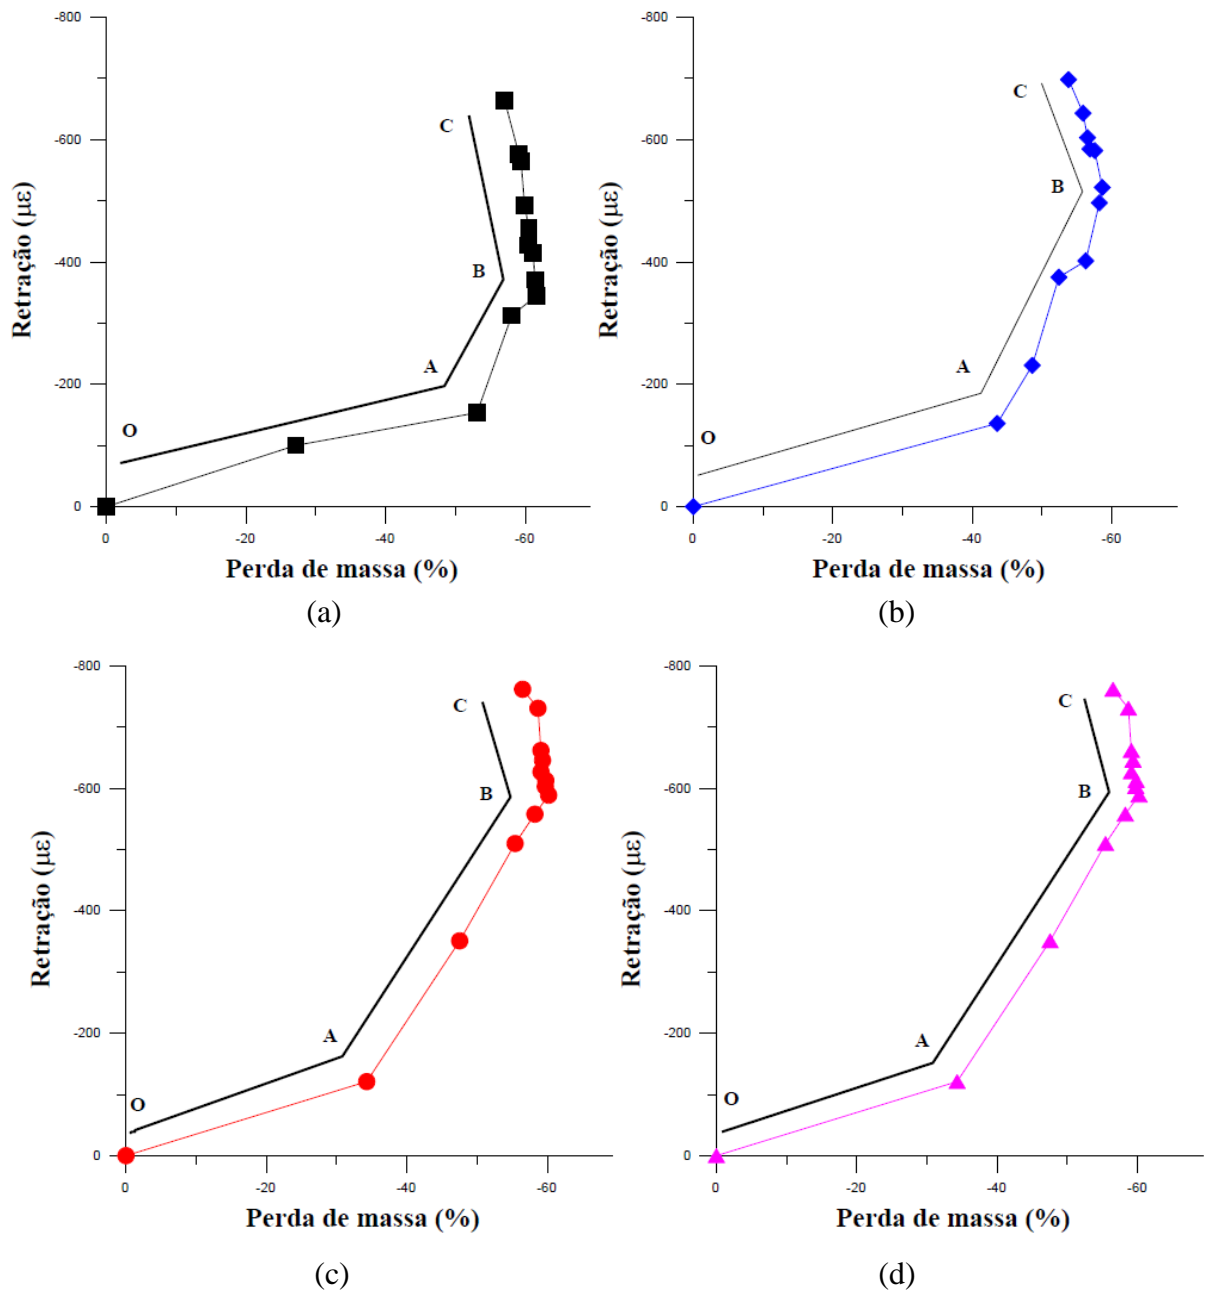 -800
-600
-400
-200
0
Retração (με)
C
B
A
O
0
-20
-40
-60
Perda de massa (%)
(a)
-800
-600
-400
-200
0
Retração (με)
C
B
A
O
0
-20
-40
-60
Perda de massa (%)
(b)
-800
-600
-400
-200
0
Retração (με)
C
B
A
O
0
-20
-40
-60
Perda de massa (%)
(c)
-800
-600
-400
-200
0
Retração (με)
C
B
A
O
0
-20
-40
-60
Perda de massa (%)
(d)